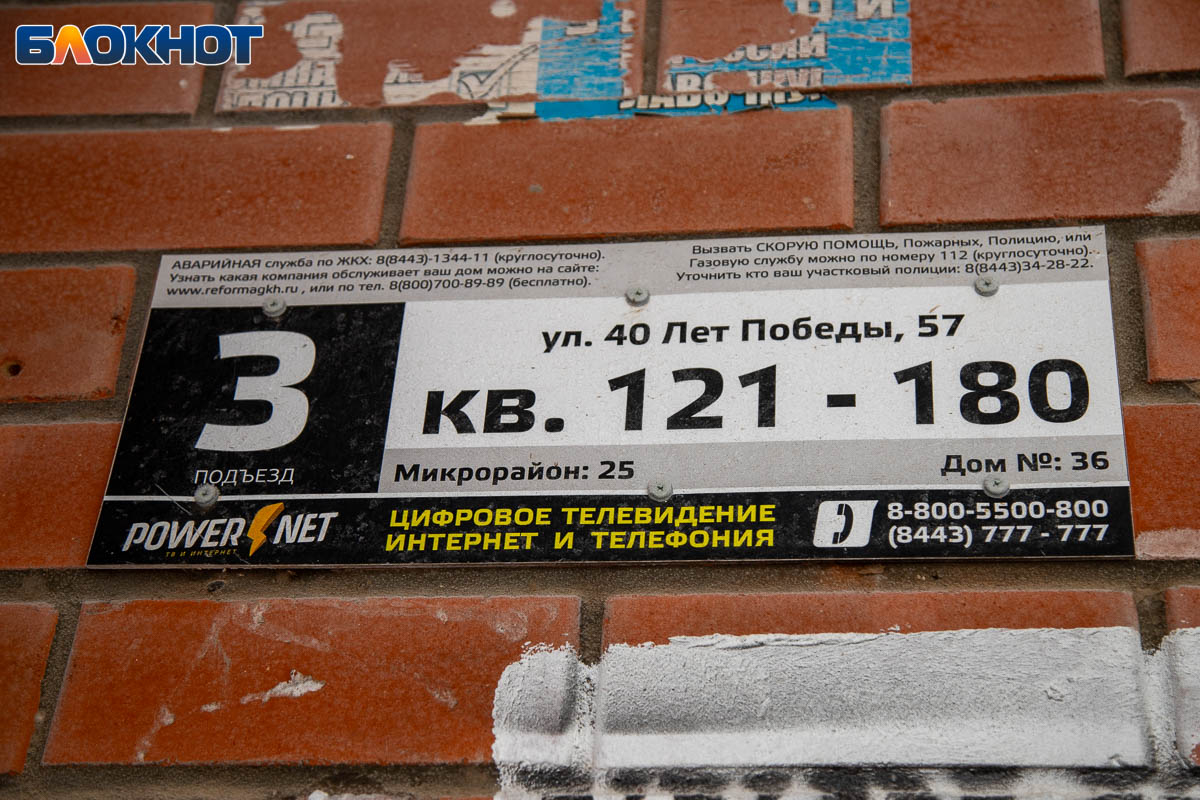 БЛОКНОТ
АВАРИЙНАЯ служба по ЖКХ: 8(8443)-1344-11 (круглосуточно).
Узнать какая компания обслуживает ваш дом можно на сайте:
www.reformagkh.ru , или по тел. 8(800)700-89-89 (бесплатно).
Вызвать СКОРУЮ ПОМОЩЬ, Пожарных, Полицию, или
Газовую службу можно по номеру 112 (круглосуточно).
Уточнить кто ваш участковый полиции: 8(8443)34-28-22.
3
ПОДЪЕЗД
ул. 40 Лет Победы, 57
кв. 121 - 180
Микрорайон: 25
Дом №: 36
POWER NET
ТВ И ИНТЕРНЕТ
ЦИФРОВОЕ ТЕЛЕВИДЕНИЕ
ИНТЕРНЕТ И ТЕЛЕФОНИЯ
8-800-5500-800
(8443) 777 - 777